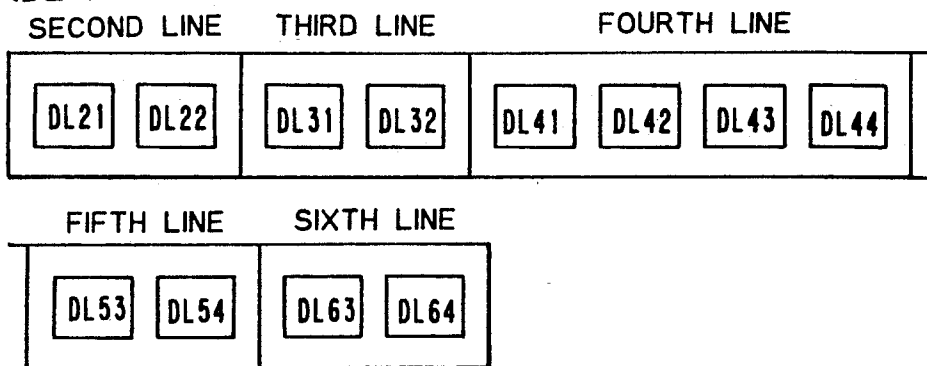 SECOND LINE THIRD LINE FOURTH LINE
DL21 DL22 DL31 DL32 DL41 DL42 DL43 DL44
FIFTH LINE SIXTH LINE
DL53 DL54 DL63 DL64